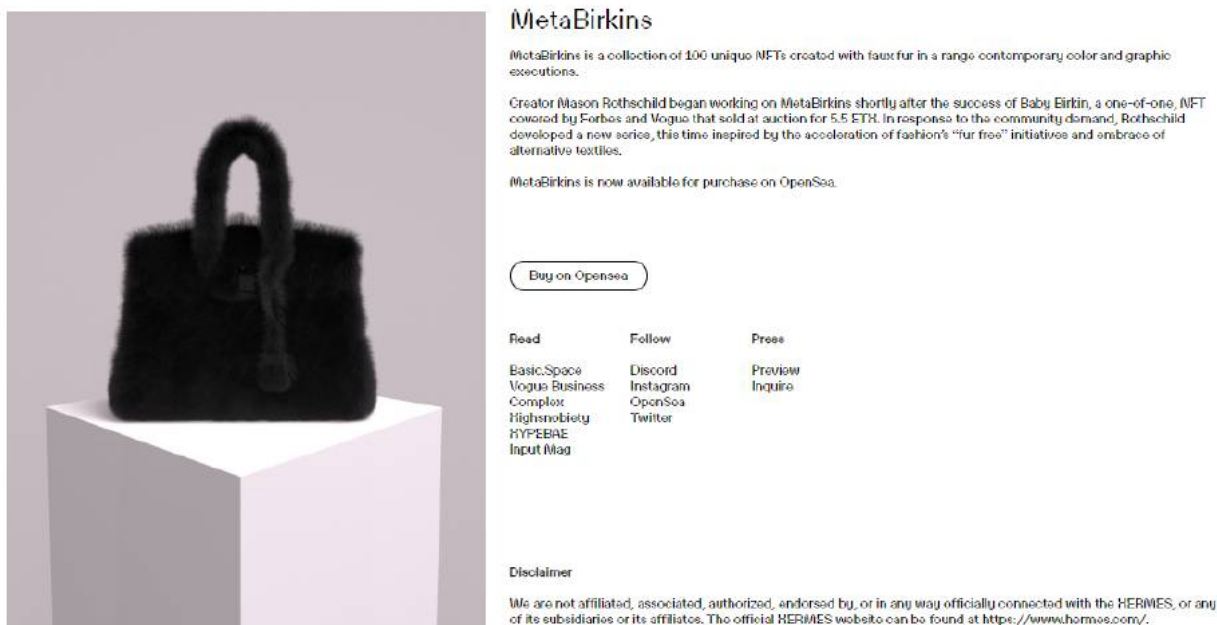 MetaBirkins
MetaBirkins is a collection of 100 unique NFTs created with faux fur in a range contemporary color and graphic
executions.
Creator Mason Rothschild began working on MetaBirkins shortly after the success of Baby Birkin, a one-of-one, NFT
covered by Forbes and Vogue that sold at auction for 5.5 ETH. In response to the community demand, Rothschild
developed a new series, this time inspired by the acceleration of fashion's “fur free” initiatives and embrace of
alternative textiles.
MetaBirkins is now available for purchase on OpenSea.
Buy on Opensea
Read
Basic.Space
Vogue Business
Complex
Highsnobiety
HYPEBAE
Input Mag
Follow
Discord
Instagram
OpenSea
Twitter
Press
Preview
Inquire
Disclaimer
We are not affiliated, associated, authorized, endorsed by, or in any way officially connected with the HERMES, or any
of its subsidiaries or its affiliates. The official HERMES website can be found at https://www.hermes.com/.